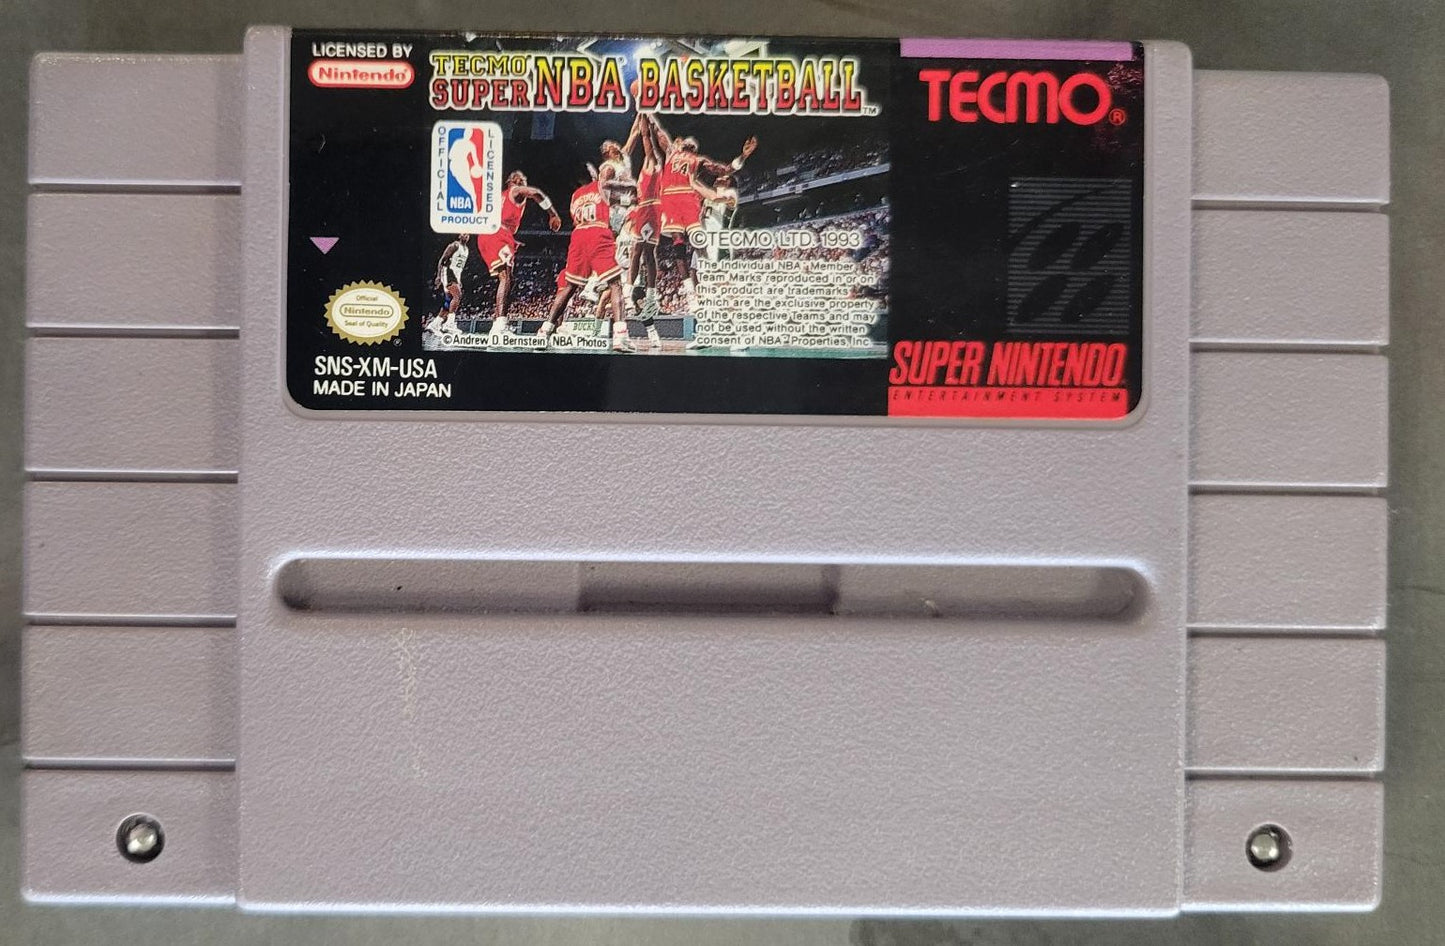 LICENSED BY
Nintendo®
TECMO®
SUPER NBA BASKETBALL™
TECMO®
OFFICIAL
LICENSED
NBA
PRODUCT
©TECMO, LTD. 1993
The Individual NBA Member
Team Marks reproduced in or on
this product are trademarks
which are the exclusive property
of the respective Teams and may
not be used without the written
consent of NBA Properties, Inc.
Official
Nintendo
Seal of Quality
BUCKS
©Andrew D. Bernstein, NBA Photos
SNS-XM-USA
MADE IN JAPAN
SUPER NINTENDO
ENTERTAINMENT SYSTEM